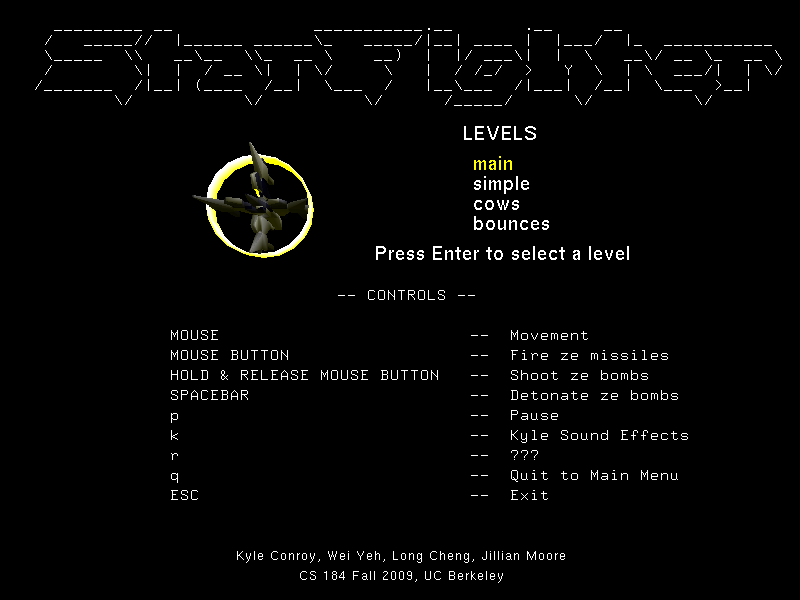 StarFighter
LEVELS
main
simple
cows
bounces
Press Enter to select a level
-- CONTROLS --
MOUSE -- Movement
MOUSE BUTTON -- Fire ze missiles
HOLD & RELEASE MOUSE BUTTON -- Shoot ze bombs
SPACEBAR -- Detonate ze bombs
p -- Pause
k -- Kyle Sound Effects
r -- ???
q -- Quit to Main Menu
ESC -- Exit
Kyle Conroy, Wei Yeh, Long Cheng, Jillian Moore
CS 184 Fall 2009, UC Berkeley